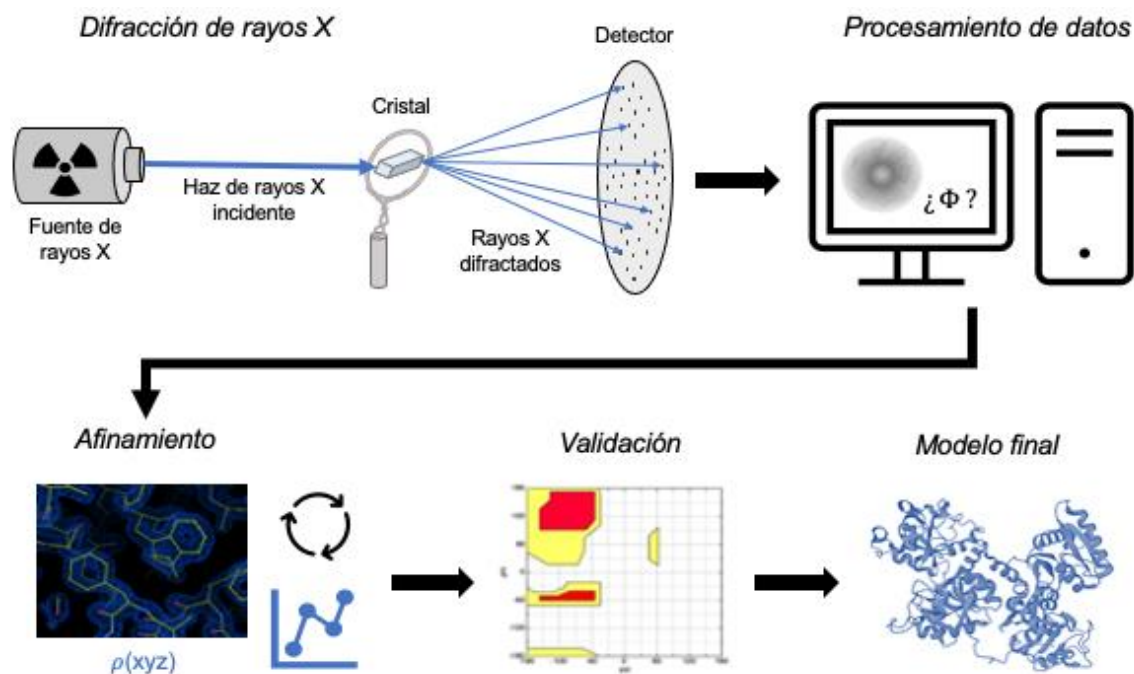 Difracción de rayos X
Detector
Procesamiento de datos
Cristal
Haz de rayos X
incidente
Fuente de
rayos X
Rayos X
difractados
¿Φ?
Afinamiento
Validación
Modelo final
ρ(xyz)